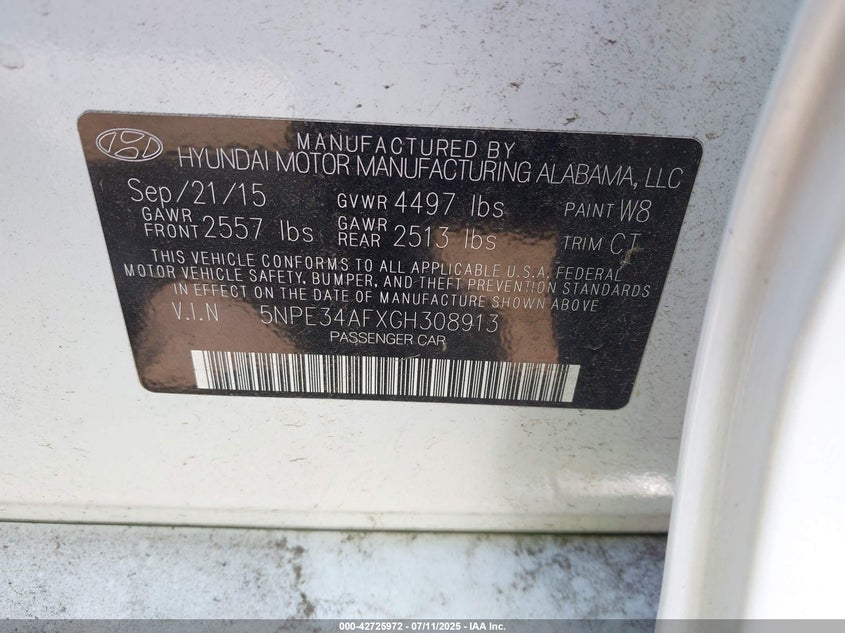 MANUFACTURED BY
HYUNDAI MOTOR MANUFACTURING ALABAMA, LLC
Sep/21/15 GVWR 4497 lbs PAINT W8
GAWR FRONT 2557 lbs GAWR REAR 2513 lbs TRIM CT
THIS VEHICLE CONFORMS TO ALL APPLICABLE U.S.A. FEDERAL
MOTOR VEHICLE SAFETY, BUMPER, AND THEFT PREVENTION STANDARDS
IN EFFECT ON THE DATE OF MANUFACTURE SHOWN ABOVE.
V.I.N 5NPE34AFXGH308913
PASSENGER CAR
000-42725972 - 07/11/2025 - IAA Inc.